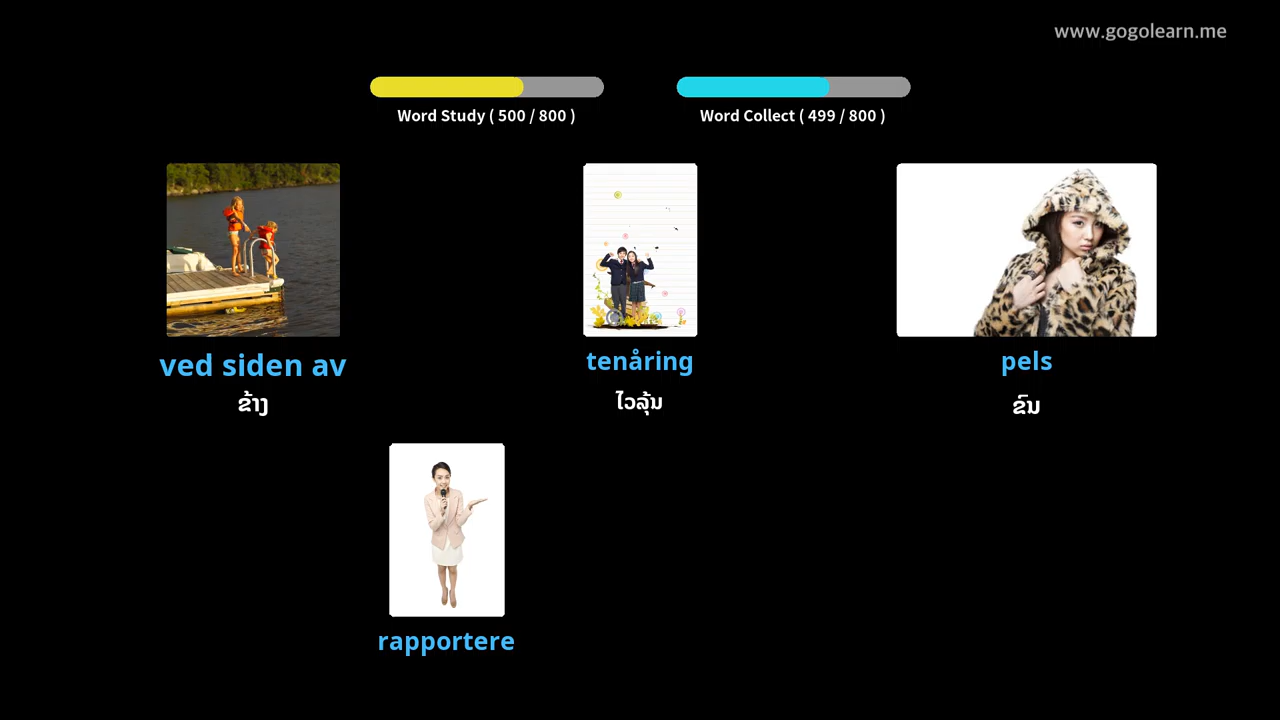 www.gogolearn.me
Word Study ( 500 / 800 )
Word Collect ( 499 / 800 )
ved siden av
ຂ້າງ
tenåring
ໄວລຸ້ນ
pels
ຂົນ
rapportere